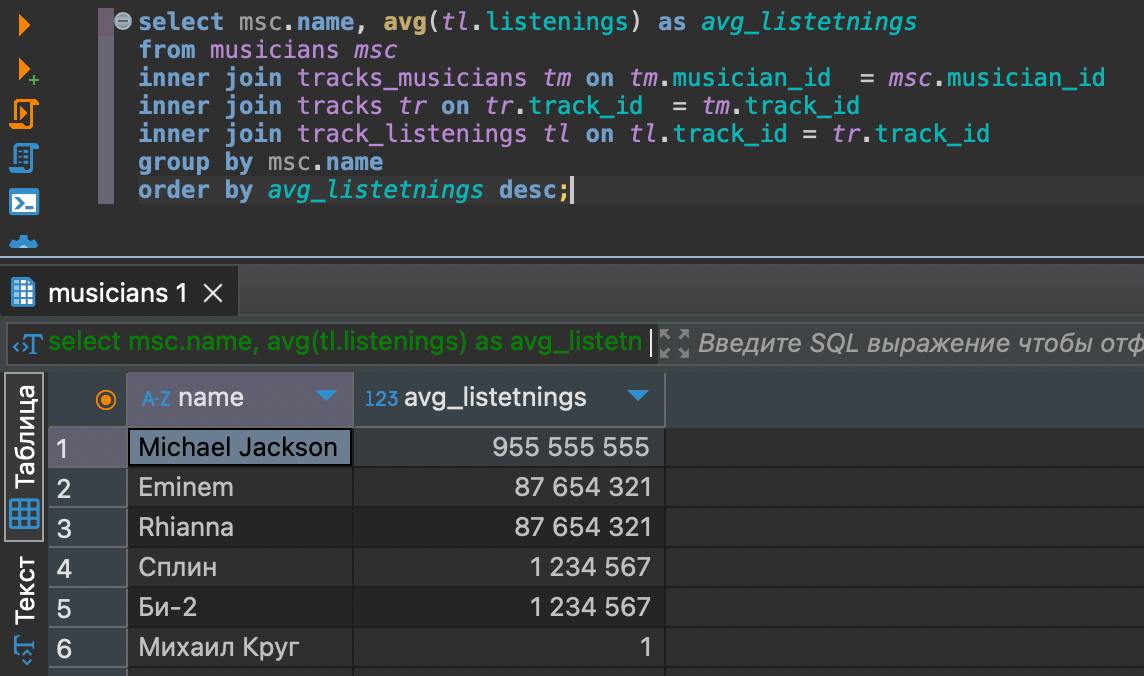 select msc.name, avg(tl.listenings) as avg_listetnings
from musicians msc
inner join tracks_musicians tm on tm.musician_id  = msc.musician_id
inner join tracks tr on tr.track_id  = tm.track_id
inner join track_listenings tl on tl.track_id = tr.track_id
group by msc.name
order by avg_listetnings desc;
musicians 1
select msc.name, avg(tl.listenings) as avg_listetn
Введите SQL выражение чтобы отф
Таблица
Текст
A-Z name 123 avg_listetnings
1 Michael Jackson 955 555 555
2 Eminem 87 654 321
3 Rhianna 87 654 321
4 Сплин 1 234 567
5 Би-2 1 234 567
6 Михаил Круг 1